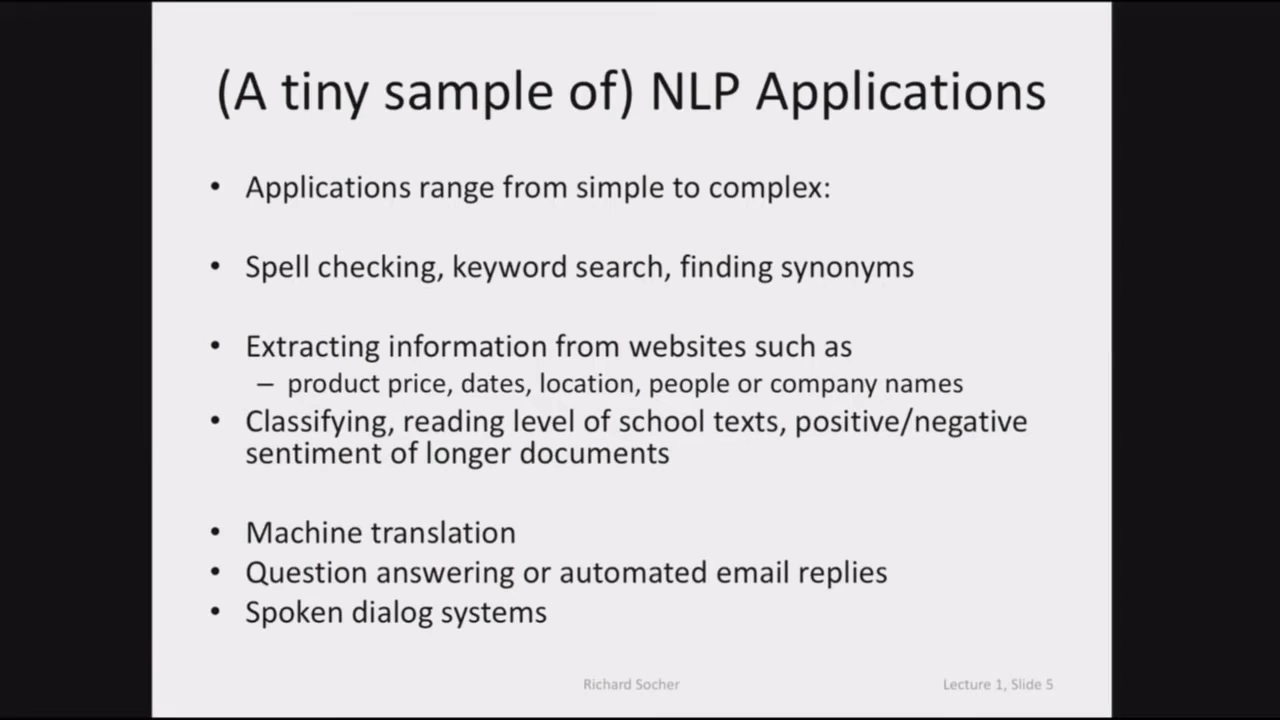 (A tiny sample of) NLP Applications
• Applications range from simple to complex:
• Spell checking, keyword search, finding synonyms
• Extracting information from websites such as
– product price, dates, location, people or company names
• Classifying, reading level of school texts, positive/negative
sentiment of longer documents
• Machine translation
• Question answering or automated email replies
• Spoken dialog systems
Richard Socher
Lecture 1, Slide 5